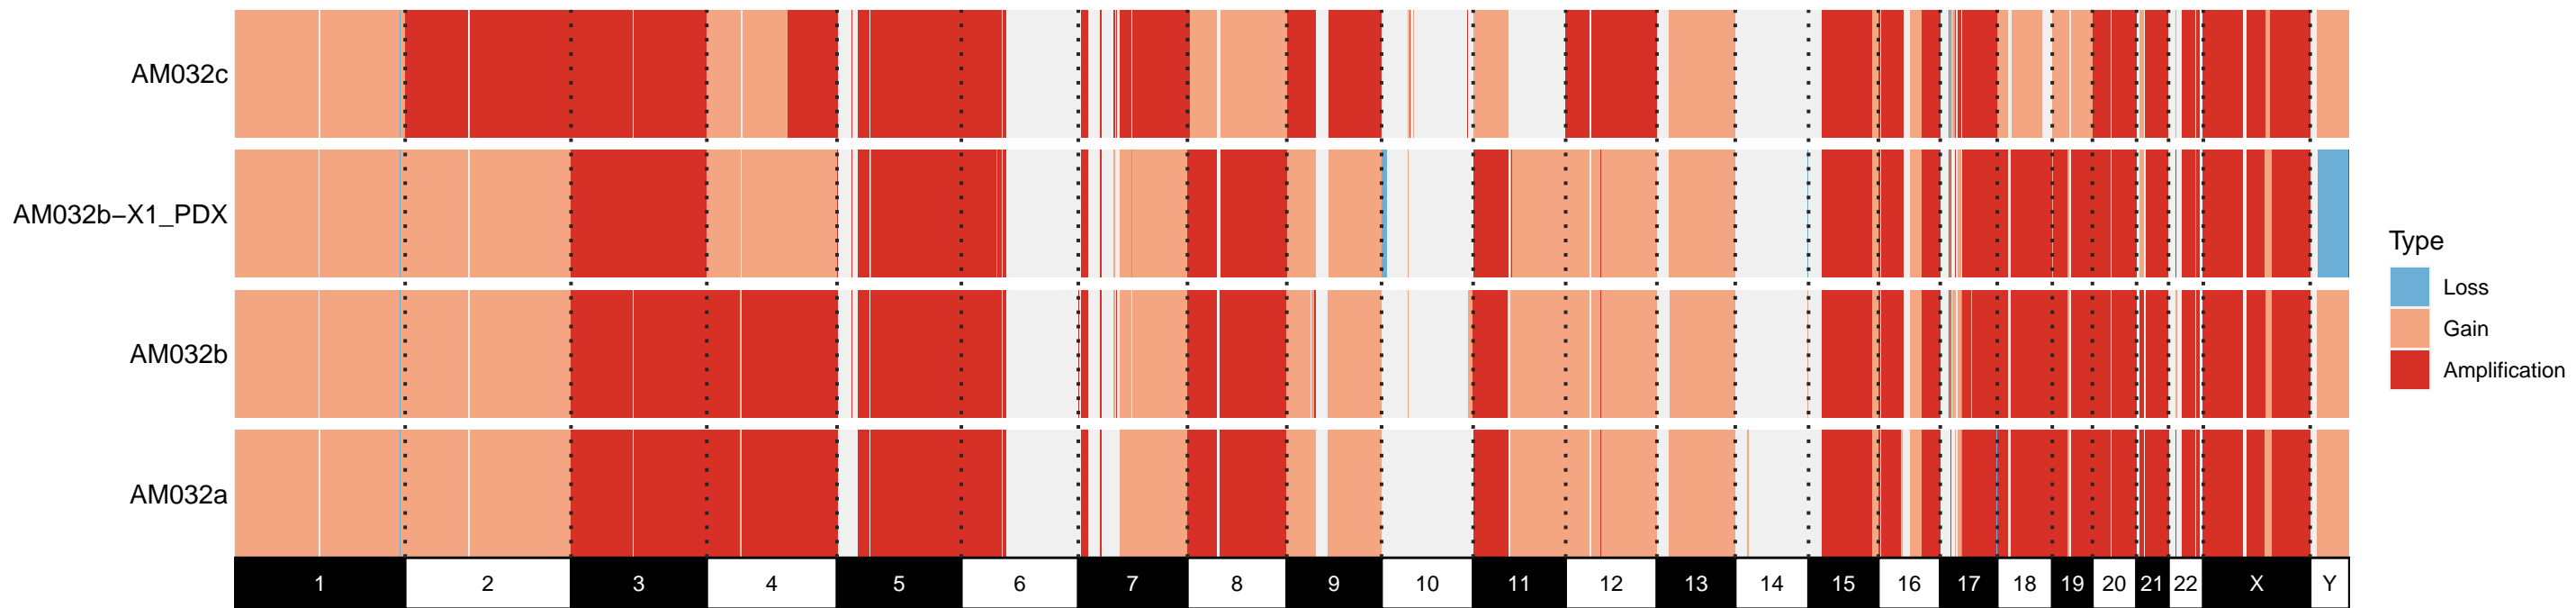 AM032c
AM032b−X1_PDX
AM032b
AM032a
Type
Loss
Gain
Amplification
1 2 3 4 5 6 7 8 9 10 11 12 13 14 15 16 17 18 19 20 21 22 X Y